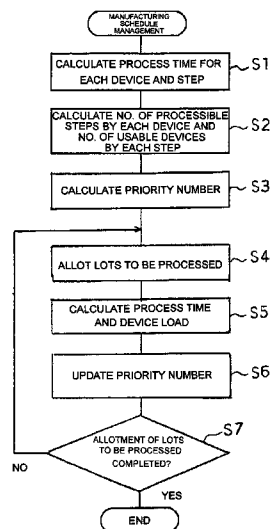 MANUFACTURING
SCHEDULE
MANAGEMENT
CALCULATE PROCESS TIME FOR
EACH DEVICE AND STEP
S1
CALCULATE NO. OF PROCESSIBLE
STEPS BY EACH DEVICE AND
NO. OF USABLE DEVICES
BY EACH STEP
S2
CALCULATE PRIORITY NUMBER
S3
ALLOT LOTS TO BE PROCESSED
S4
CALCULATE PROCESS TIME
AND DEVICE LOAD
S5
UPDATE PRIORITY NUMBER
S6
S7
ALLOTMENT OF LOTS
TO BE PROCESSED
COMPLETED?
NO
YES
END